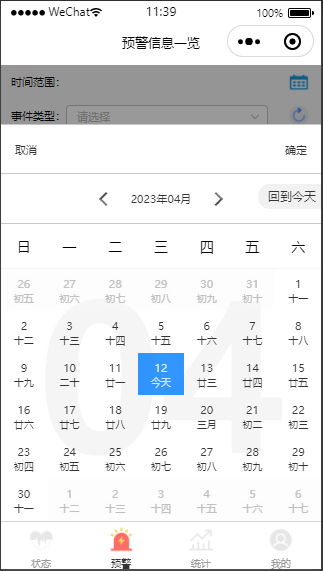 WeChat 11:39 100%
预警信息一览
时间范围：
事件类型： 请选择
取消 确定
2023年04月 回到今天
日 一 二 三 四 五 六
26 27 28 29 30 31 1
初五 初六 初七 初八 初九 初十 十一
2 3 4 5 6 7 8
十二 十三 十四 十五 十六 十七 十八
9 10 11 12 13 14 15
十九 二十 廿一 今天 廿三 廿四 廿五
16 17 18 19 20 21 22
廿六 廿七 廿八 廿九 三月 初二 初三
23 24 25 26 27 28 29
初四 初五 初六 初七 初八 初九 初十
30 1 2 3 4 5 6
十一 十二 十三 十四 十五 十六 十七
04
状态 预警 统计 我的